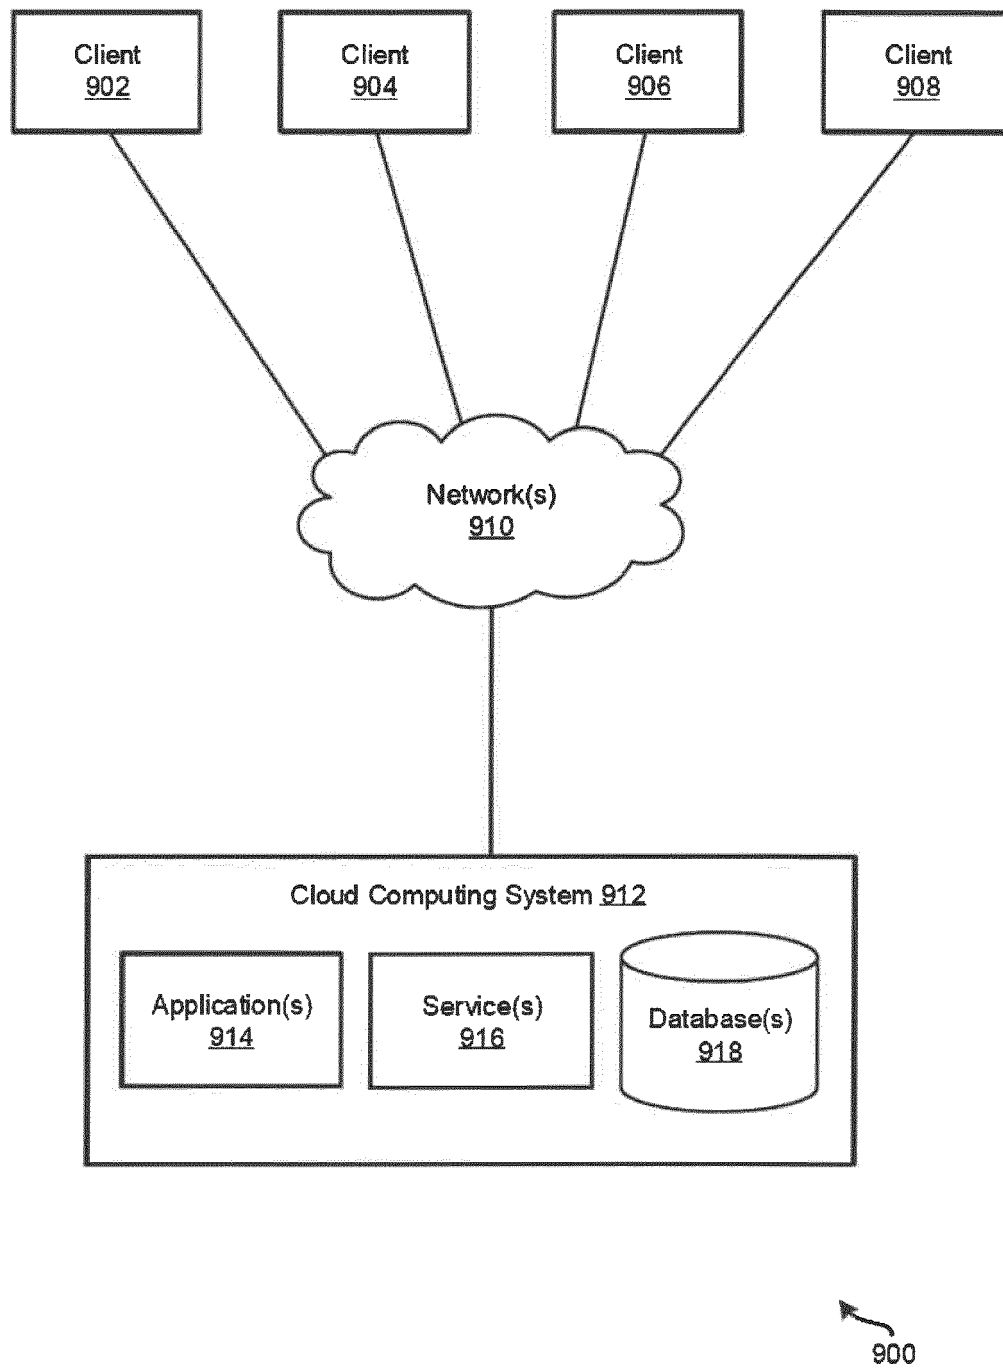 Client
902
Client
904
Client
906
Client
908
Network(s)
910
Cloud Computing System 912
Application(s)
914
Service(s)
916
Database(s)
918
900